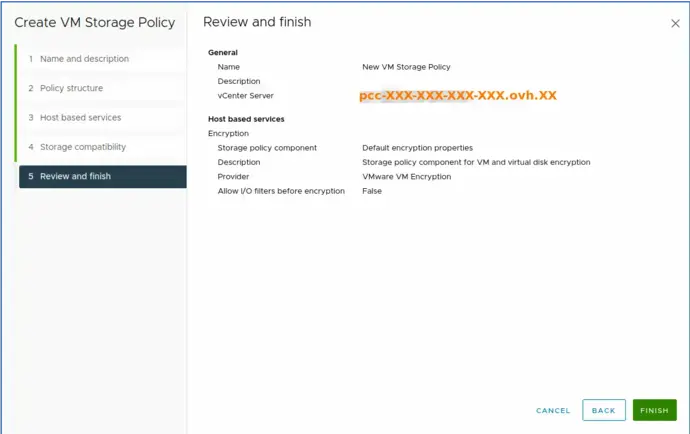 Create VM Storage Policy
1 Name and description
2 Policy structure
3 Host based services
4 Storage compatibility
5 Review and finish
Review and finish
General
Name New VM Storage Policy
Description
vCenter Server pcc-XXX-XXX-XXX-XXX.ovh.XX
Host based services
Encryption
Storage policy component Default encryption properties
Description Storage policy component for VM and virtual disk encryption
Provider VMware VM Encryption
Allow I/O filters before encryption False
CANCEL BACK FINISH